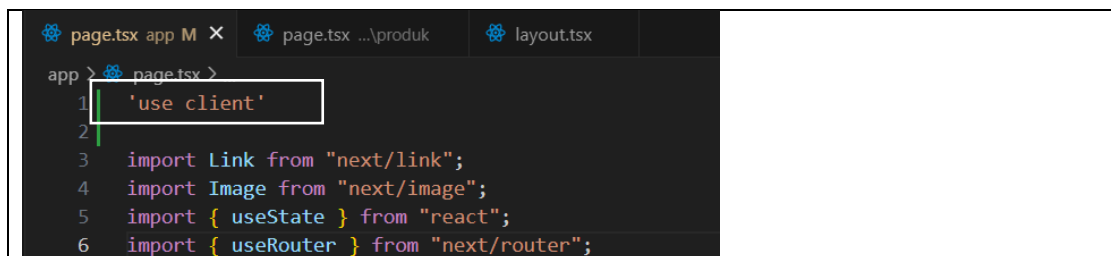 page.tsx app M × page.tsx ...\produk layout.tsx
app > page.tsx >
1 'use client'
2
3 import Link from "next/link";
4 import Image from "next/image";
5 import { useState } from "react";
6 import { useRouter } from "next/router";